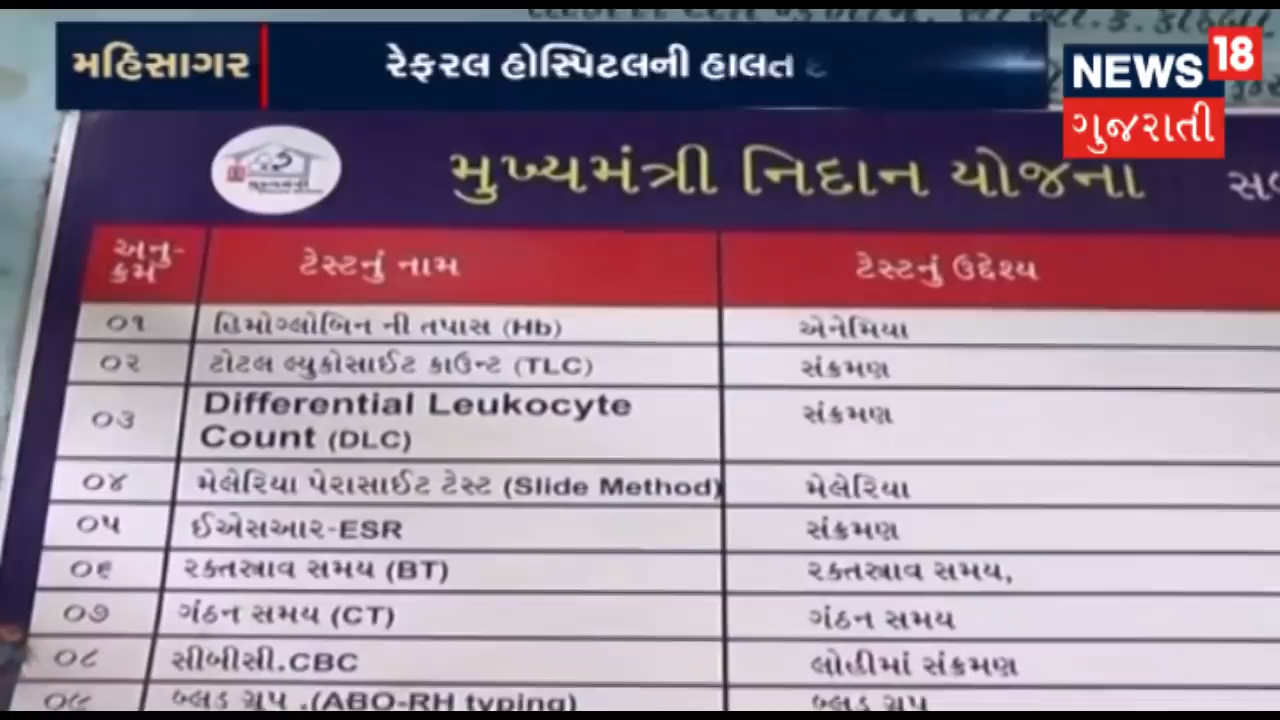 મહિસાગર
રેફરલ હોસ્પિટલની હાલત
NEWS 18
ગુજરાતી
મુખ્યમંત્રી નિદાન યોજના
અનુ-
ક્રમ
ટેસ્ટનું નામ
ટેસ્ટનું ઉદ્દેશ્ય
૦૧ હિમોગ્લોબિન ની તપાસ (Hb) એનેમિયા
૦૨ ટોટલ લ્યુકોસાઈટ કાઉન્ટ (TLC) સંક્રમણ
૦૩ Differential Leukocyte
Count (DLC) સંક્રમણ
૦૪ મેલેરિયા પેરાસાઈટ ટેસ્ટ (Slide Method) મેલેરિયા
૦૫ ઈએસઆર-ESR સંક્રમણ
૦૬ રક્તસ્રાવ સમય (BT) રક્તસ્રાવ સમય,
૦૭ ગંઠન સમય (CT) ગંઠન સમય
૦૮ સીબીસી.CBC લોહીમાં સંક્રમણ
૦૯ બ્લડ ગ્રૂપ .(ABO-RH typing) બ્લડ ગ્રૂપ